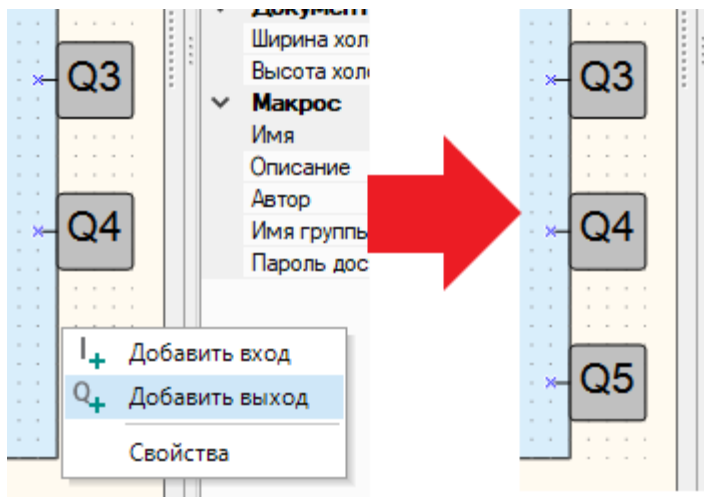 Q3
Q4
Документ
Ширина хол
Высота хол
Макрос
Имя
Описание
Автор
Имя группы
Пароль дос
I+ Добавить вход
Q+ Добавить выход
Свойства
Q3
Q4
Q5